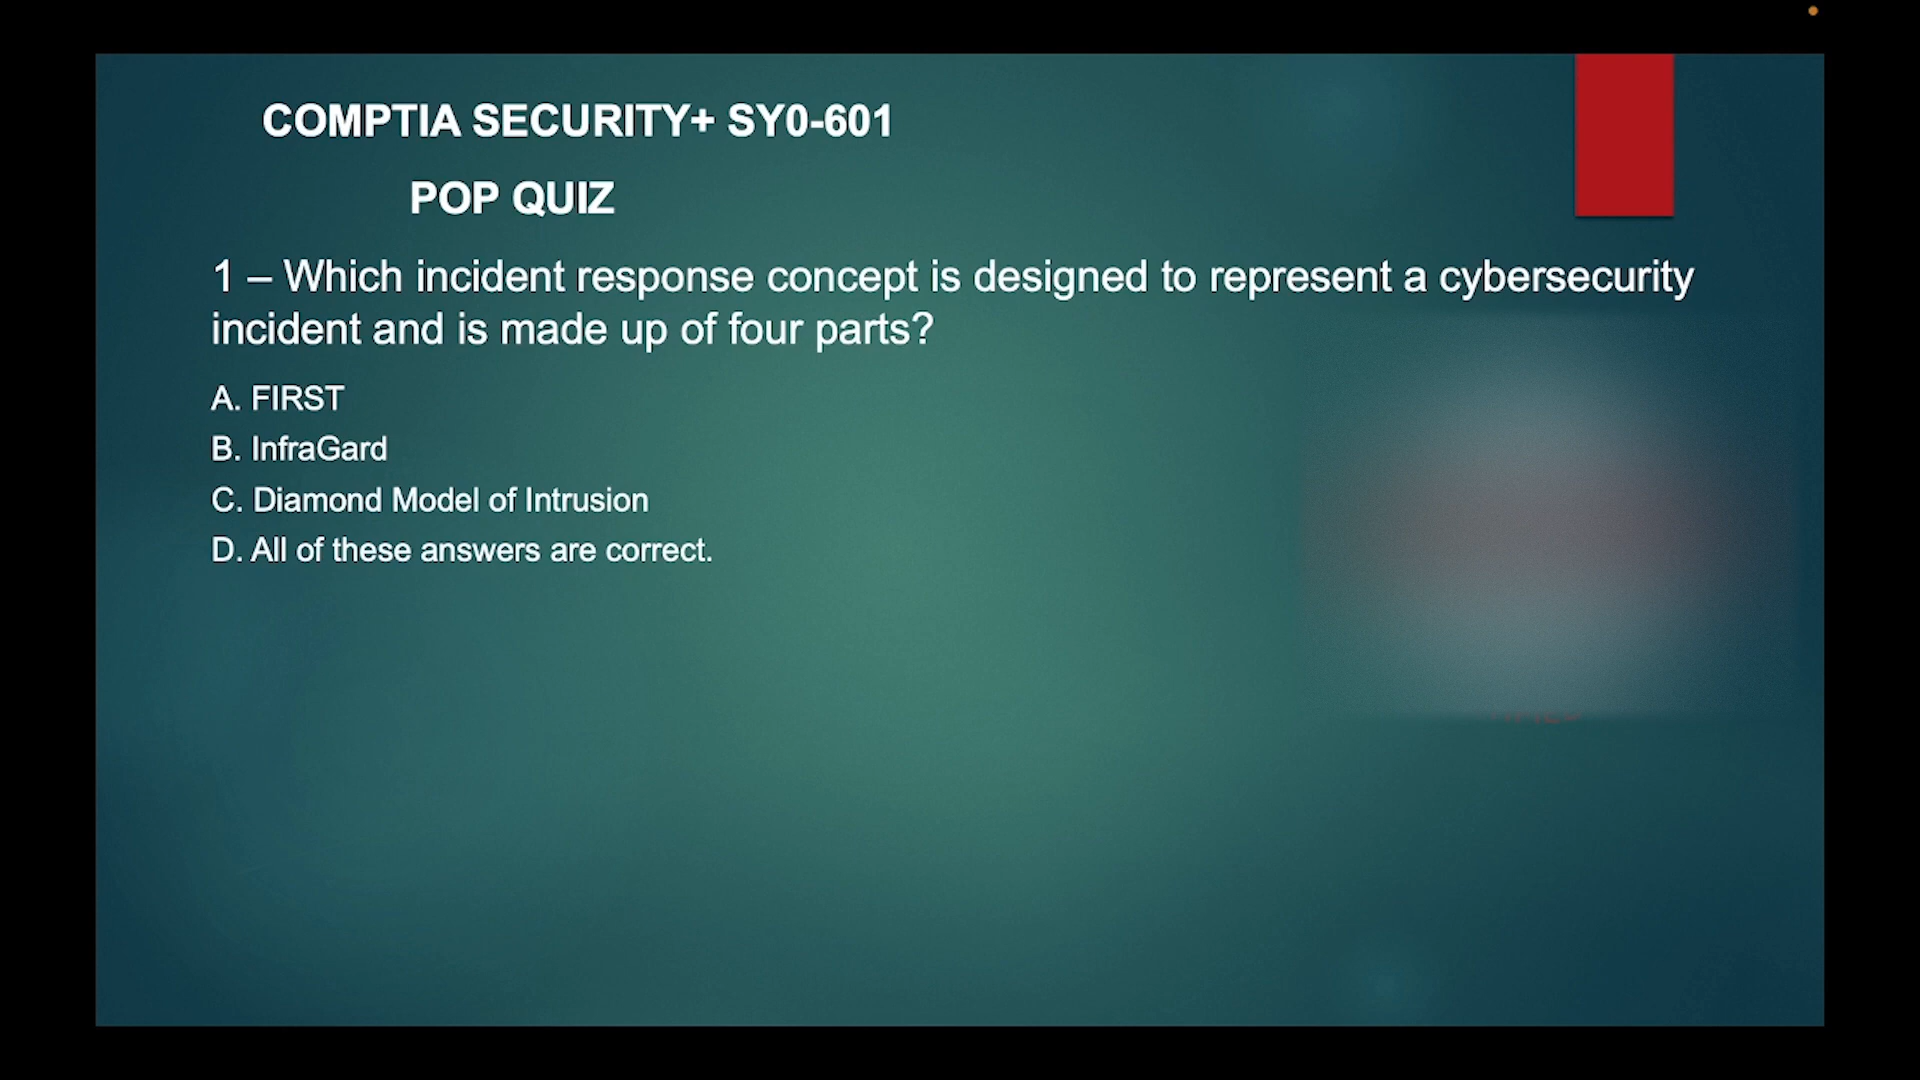 COMPTIA SECURITY+ SY0-601
POP QUIZ
1 – Which incident response concept is designed to represent a cybersecurity
incident and is made up of four parts?
A. FIRST
B. InfraGard
C. Diamond Model of Intrusion
D. All of these answers are correct.